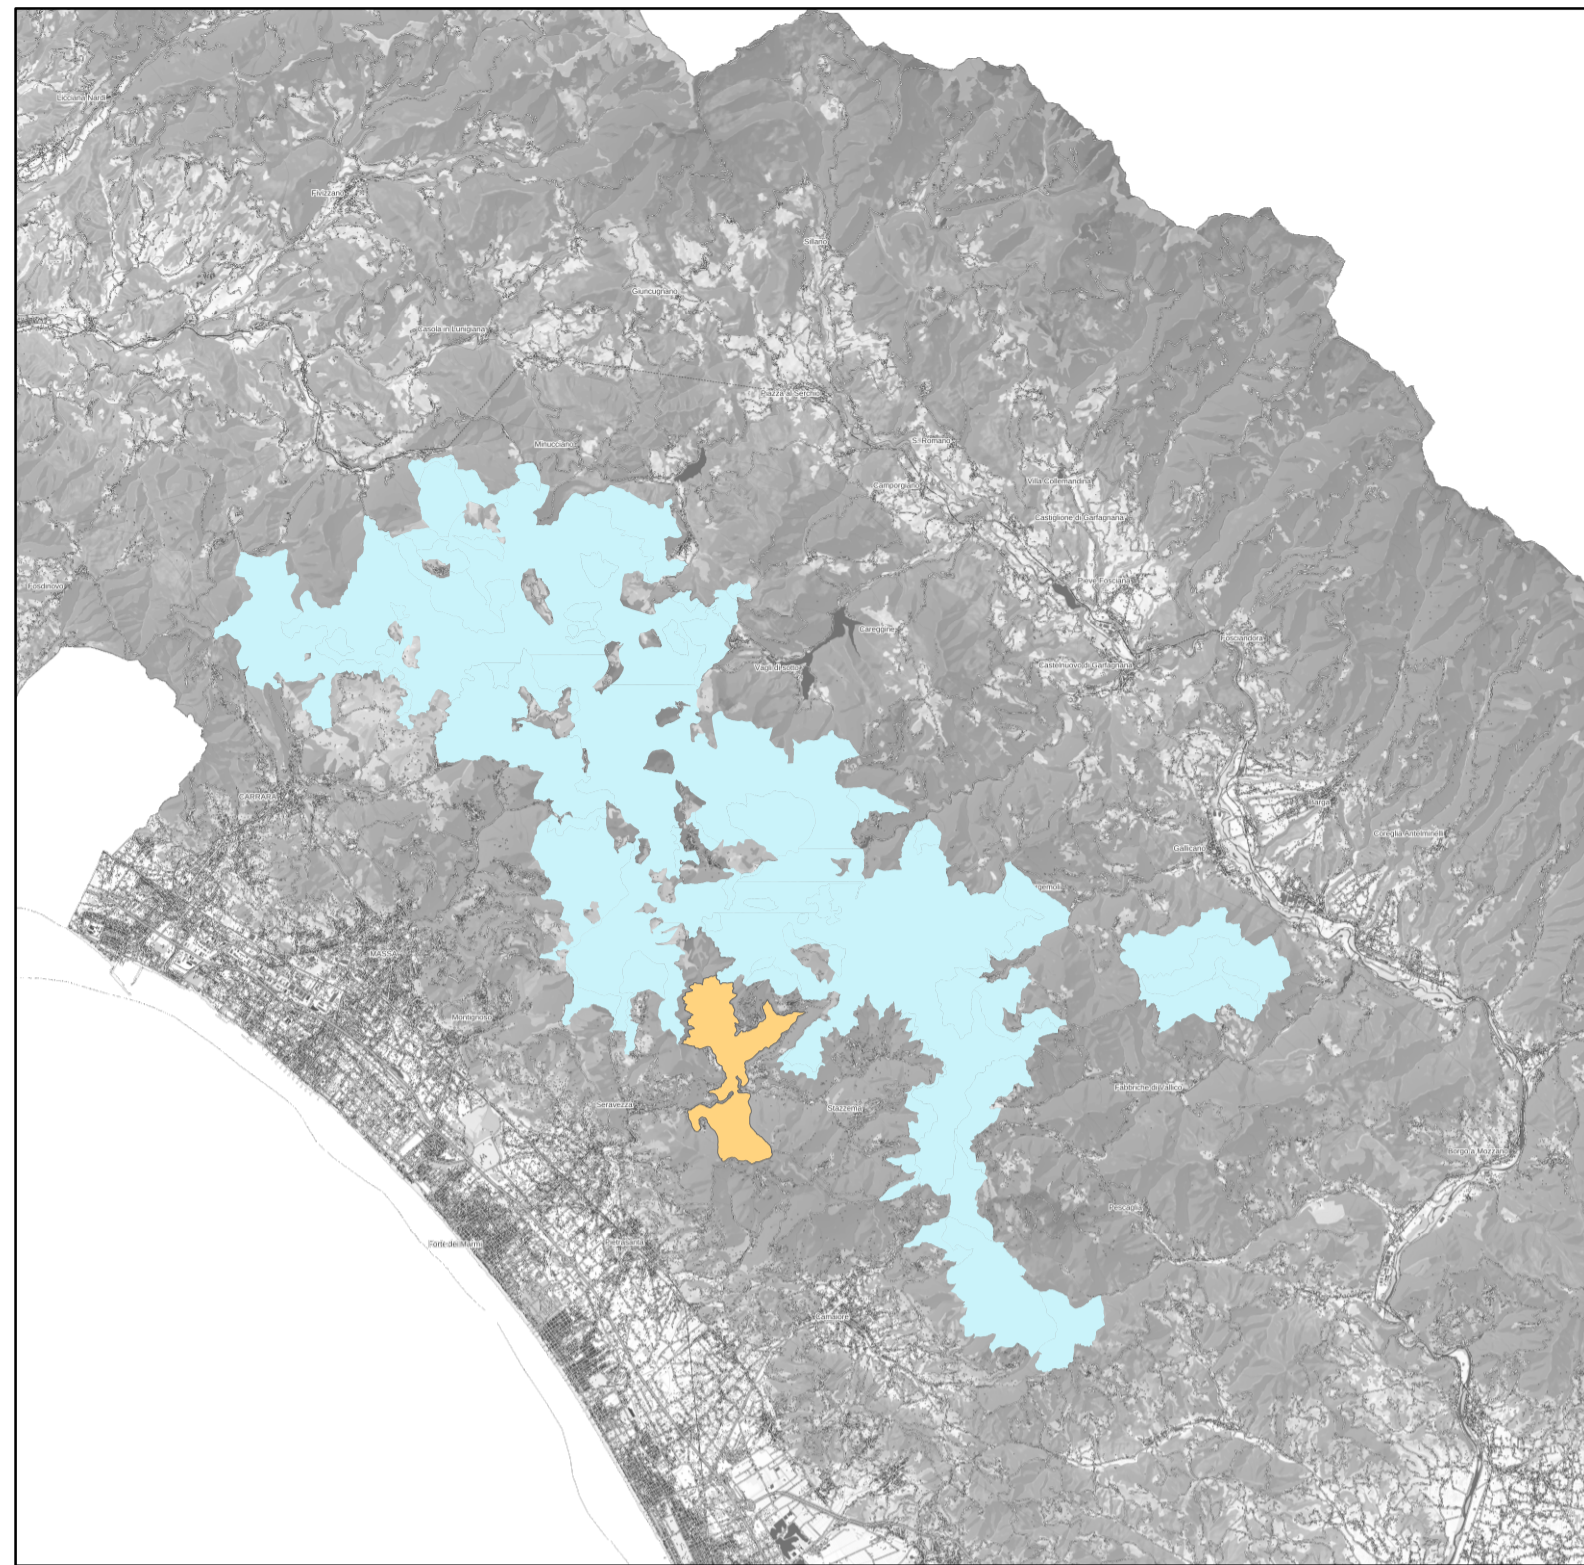 Licciana Nardi
Fivizzano
Sillano
Giuncugnano
Casola in Lunigiana
Piazza al Serchio
Minucciano
S. Romano
Camporgiano
Villa Collemandina
Castiglione di Garfagnana
Pieve Fosciana
Fosdinovo
Careggine
Fosciandora
Vagli di sotto
Castelnuovo di Garfagnana
CARRARA
Barga
Coreglia Antelminelli
Gallicano
gemoli
MASSA
Montignoso
Fabbriche di Vallico
Seravezza
Stazzema
Borgo a Mozzano
Pescaglia
Forte dei Marmi
Pietrasanta
Camaiore